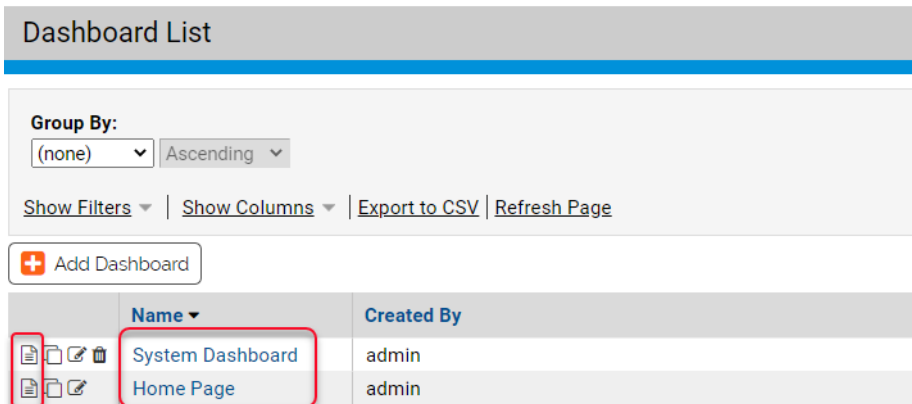 Dashboard List
Group By:
(none) Ascending
Show Filters Show Columns Export to CSV Refresh Page
Add Dashboard
Name Created By
System Dashboard admin
Home Page admin